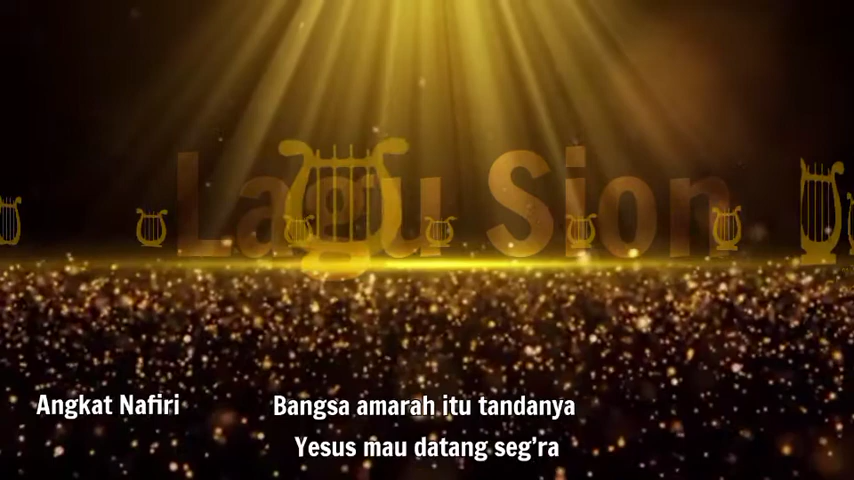 Lagu Sion
Angkat Nafiri
Bangsa amarah itu tandanya
Yesus mau datang seg’ra